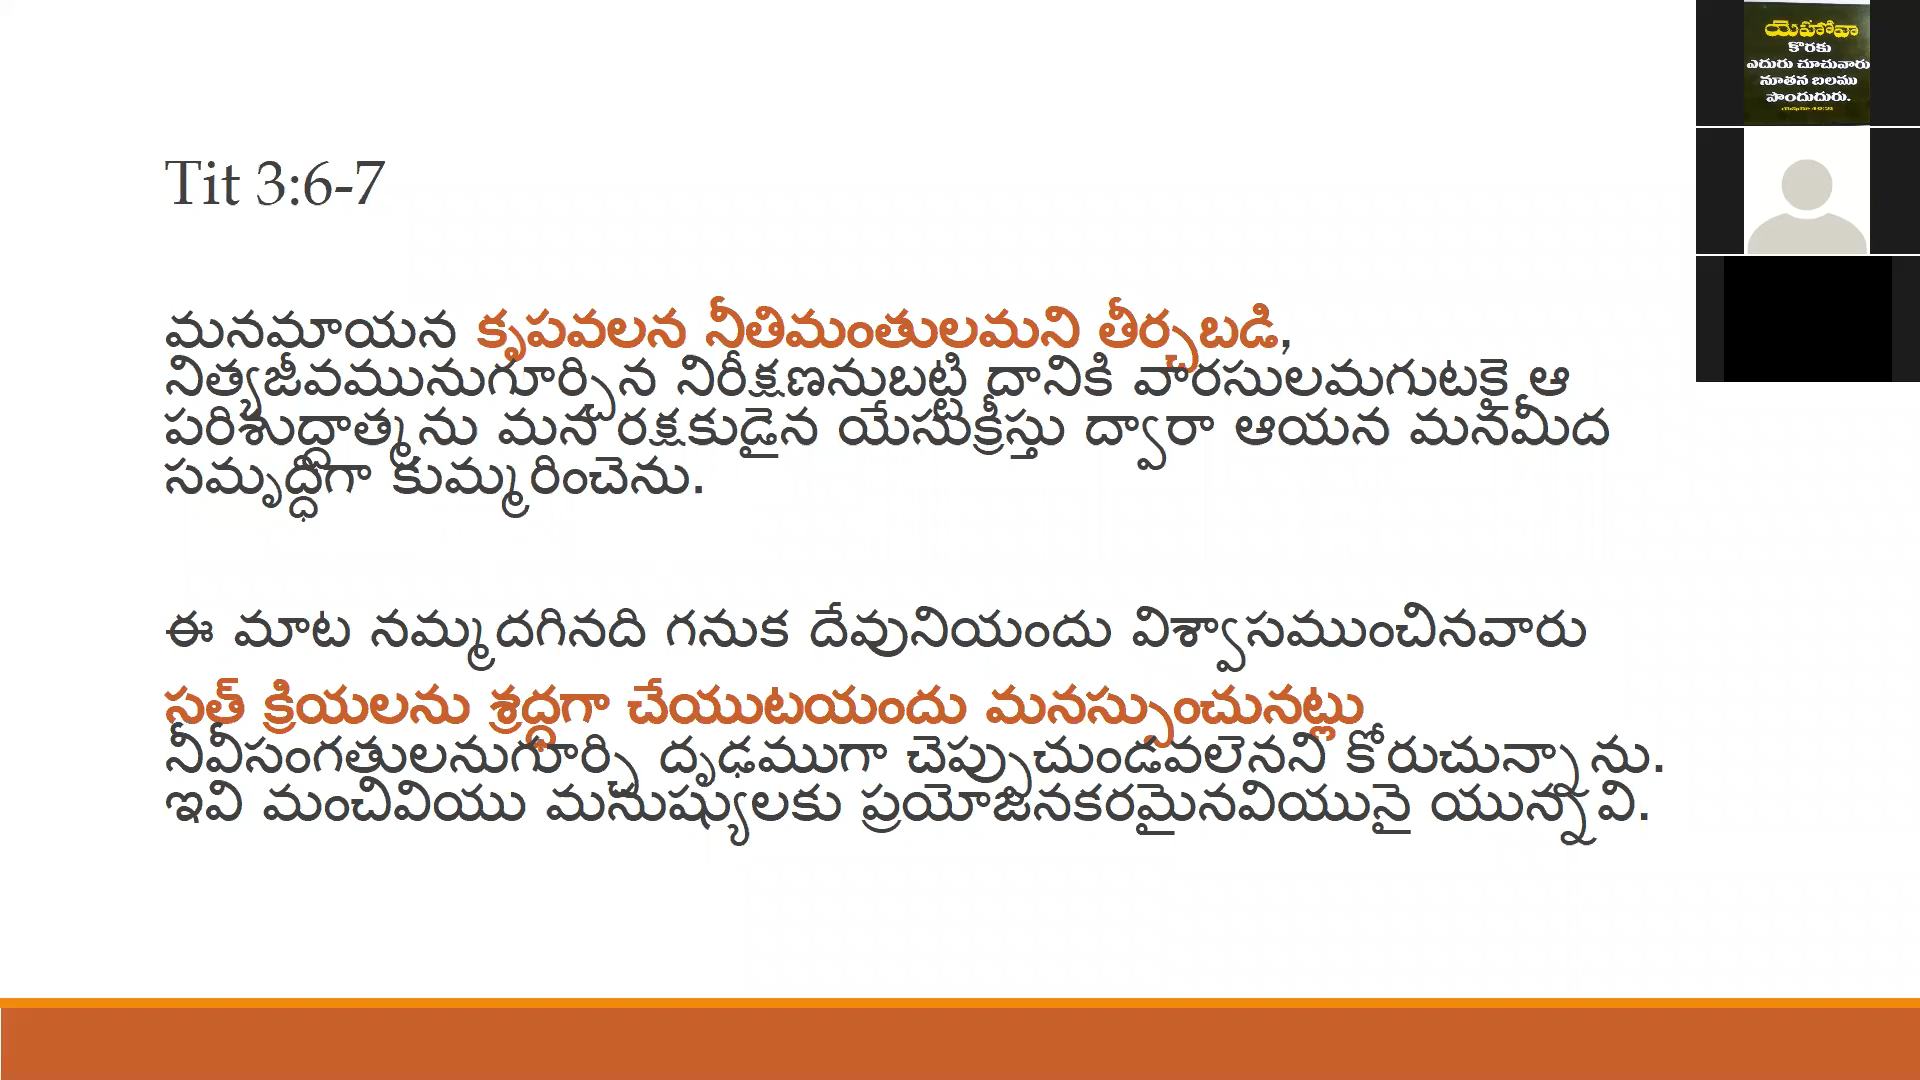 Tit 3:6-7
మనమాయన కృపవలన నీతిమంతులమని తీర్చబడి,
నిత్యజీవమునుగూర్చిన నిరీక్షణనుబట్టి దానికి వారసులమగుటకై ఆ
పరిశుద్ధాత్మను మన రక్షకుడైన యేసుక్రీస్తు ద్వారా ఆయన మనమీద
సమృద్ధిగా కుమ్మరించెను.
ఈ మాట నమ్మదగినది గనుక దేవునియందు విశ్వాసముంచినవారు
సత్ క్రియలను శ్రద్ధగా చేయుటయందు మనస్సుంచునట్లు
నీవీసంగతులనుగూర్చి దృఢముగా చెప్పుచుండవలెనని కోరుచున్నాను.
ఇవి మంచివియు మనుష్యులకు ప్రయోజనకరమైనవియునై యున్నవి.
యెహోవా
కొరకు
ఎదురు చూచువారు
నూతన బలము
పొందుదురు.